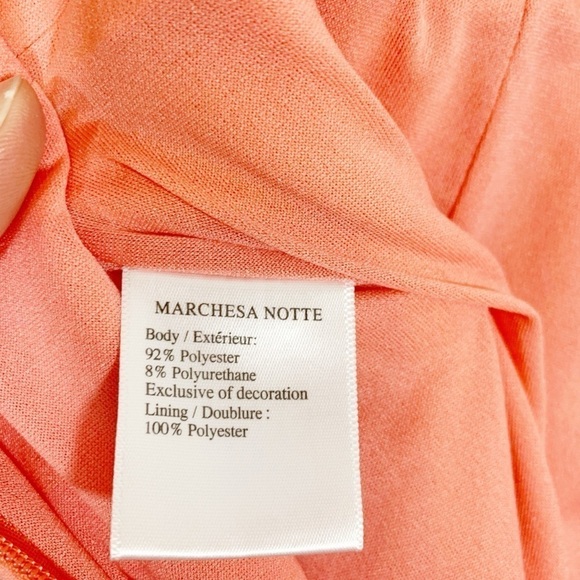 MARCHESA NOTTE
Body / Extérieur:
92% Polyester
8% Polyurethane
Exclusive of decoration
Lining / Doublure :
100% Polyester